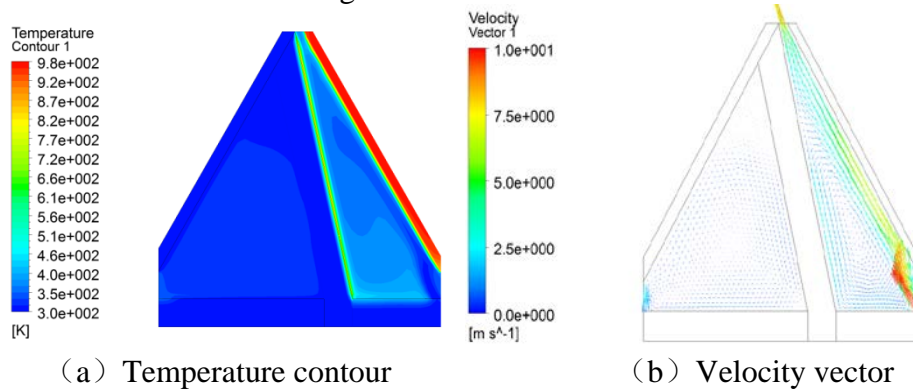 Temperature
Contour 1
9.8e+002
9.2e+002
8.7e+002
8.2e+002
7.7e+002
7.2e+002
6.6e+002
6.1e+002
5.6e+002
5.1e+002
4.6e+002
4.0e+002
3.5e+002
3.0e+002
[K]
Velocity
Vector 1
1.0e+001
7.5e+000
5.0e+000
2.5e+000
0.0e+000
[m s^-1]
（a）Temperature contour
（b）Velocity vector